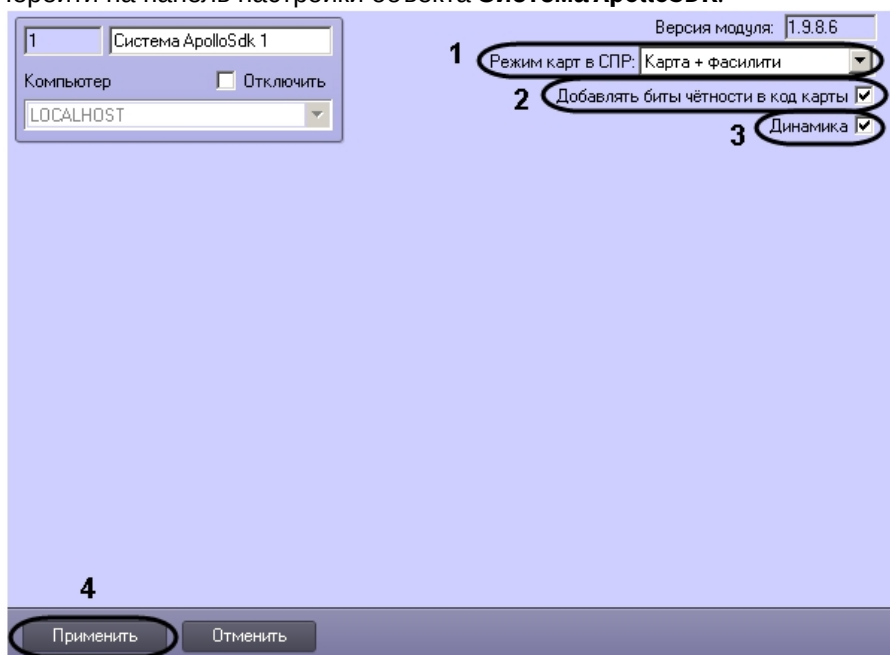 перейти на панель настройки объекта Система ApolloSDK.
1 Система ApolloSdk 1
Компьютер Отключить
LOCALHOST
Версия модуля: 1.9.8.6
1 Режим карт в СПР: Карта + фасилити
2 Добавлять биты чётности в код карты
3 Динамика
4
Применить Отменить